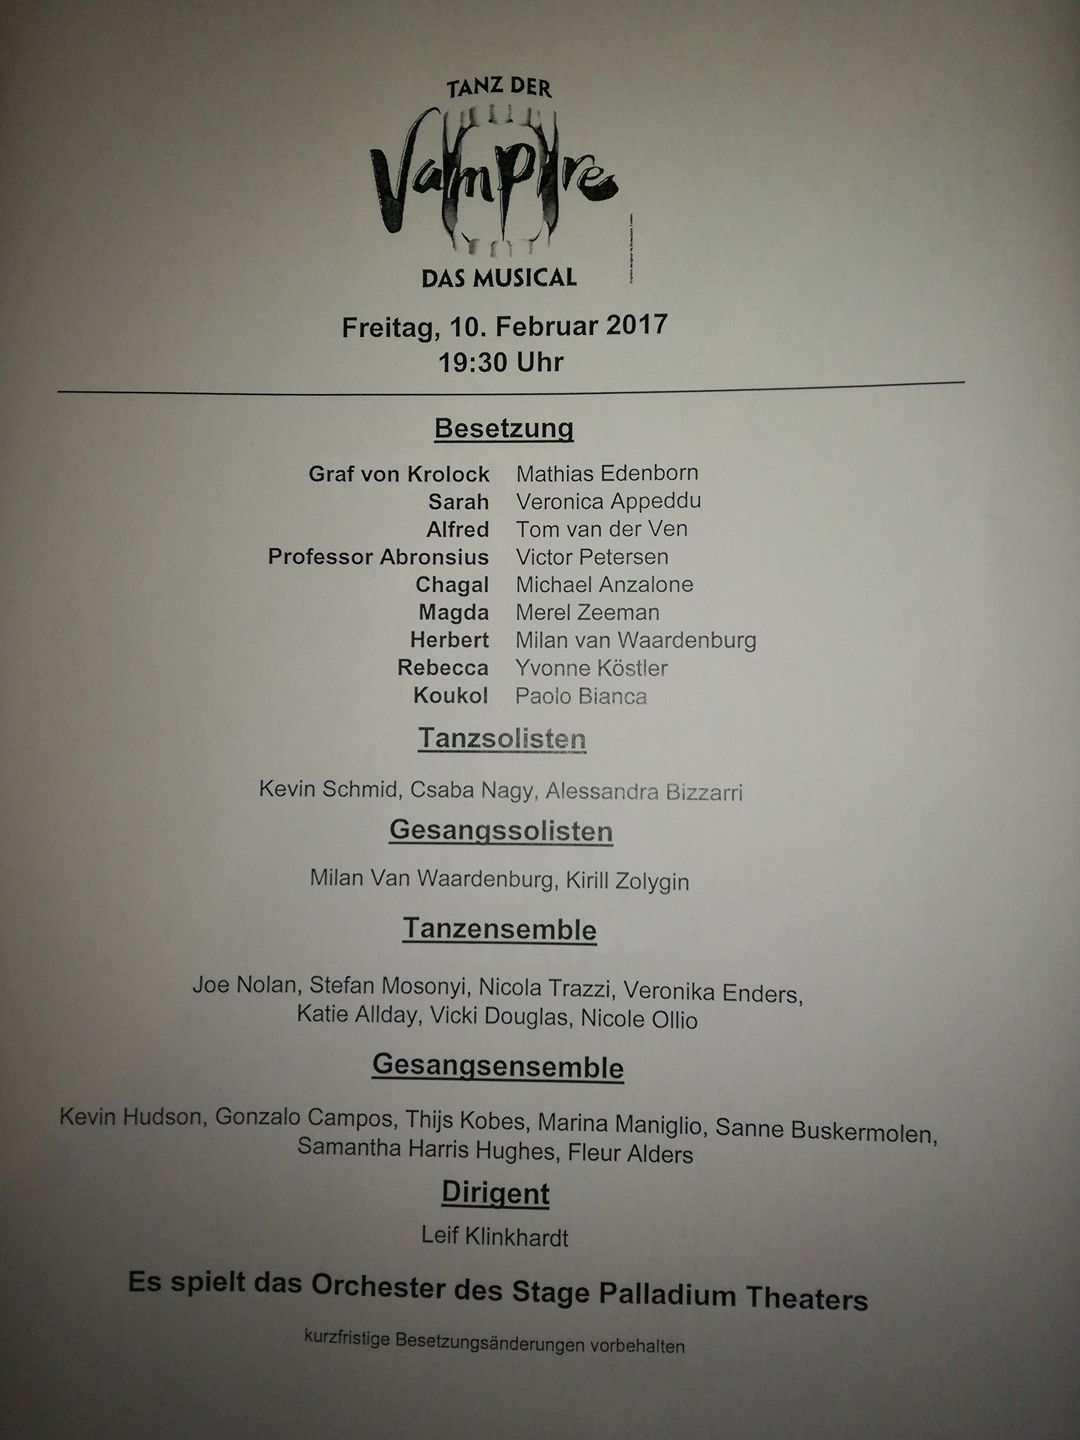 TANZ DER
Vampire
DAS MUSICAL
Freitag, 10. Februar 2017
19:30 Uhr
Besetzung
Graf von Krolock Mathias Edenborn
Sarah Veronica Appeddu
Alfred Tom van der Ven
Professor Abronsius Victor Petersen
Chagal Michael Anzalone
Magda Merel Zeeman
Herbert Milan van Waardenburg
Rebecca Yvonne Köstler
Koukol Paolo Bianca
Tanzsolisten
Kevin Schmid, Csaba Nagy, Alessandra Bizzarri
Gesangssolisten
Milan Van Waardenburg, Kirill Zolygin
Tanzensemble
Joe Nolan, Stefan Mosonyi, Nicola Trazzi, Veronika Enders,
Katie Allday, Vicki Douglas, Nicole Ollio
Gesangsensemble
Kevin Hudson, Gonzalo Campos, Thijs Kobes, Marina Maniglio, Sanne Buskermolen,
Samantha Harris Hughes, Fleur Alders
Dirigent
Leif Klinkhardt
Es spielt das Orchester des Stage Palladium Theaters
kurzfristige Besetzungsänderungen vorbehalten